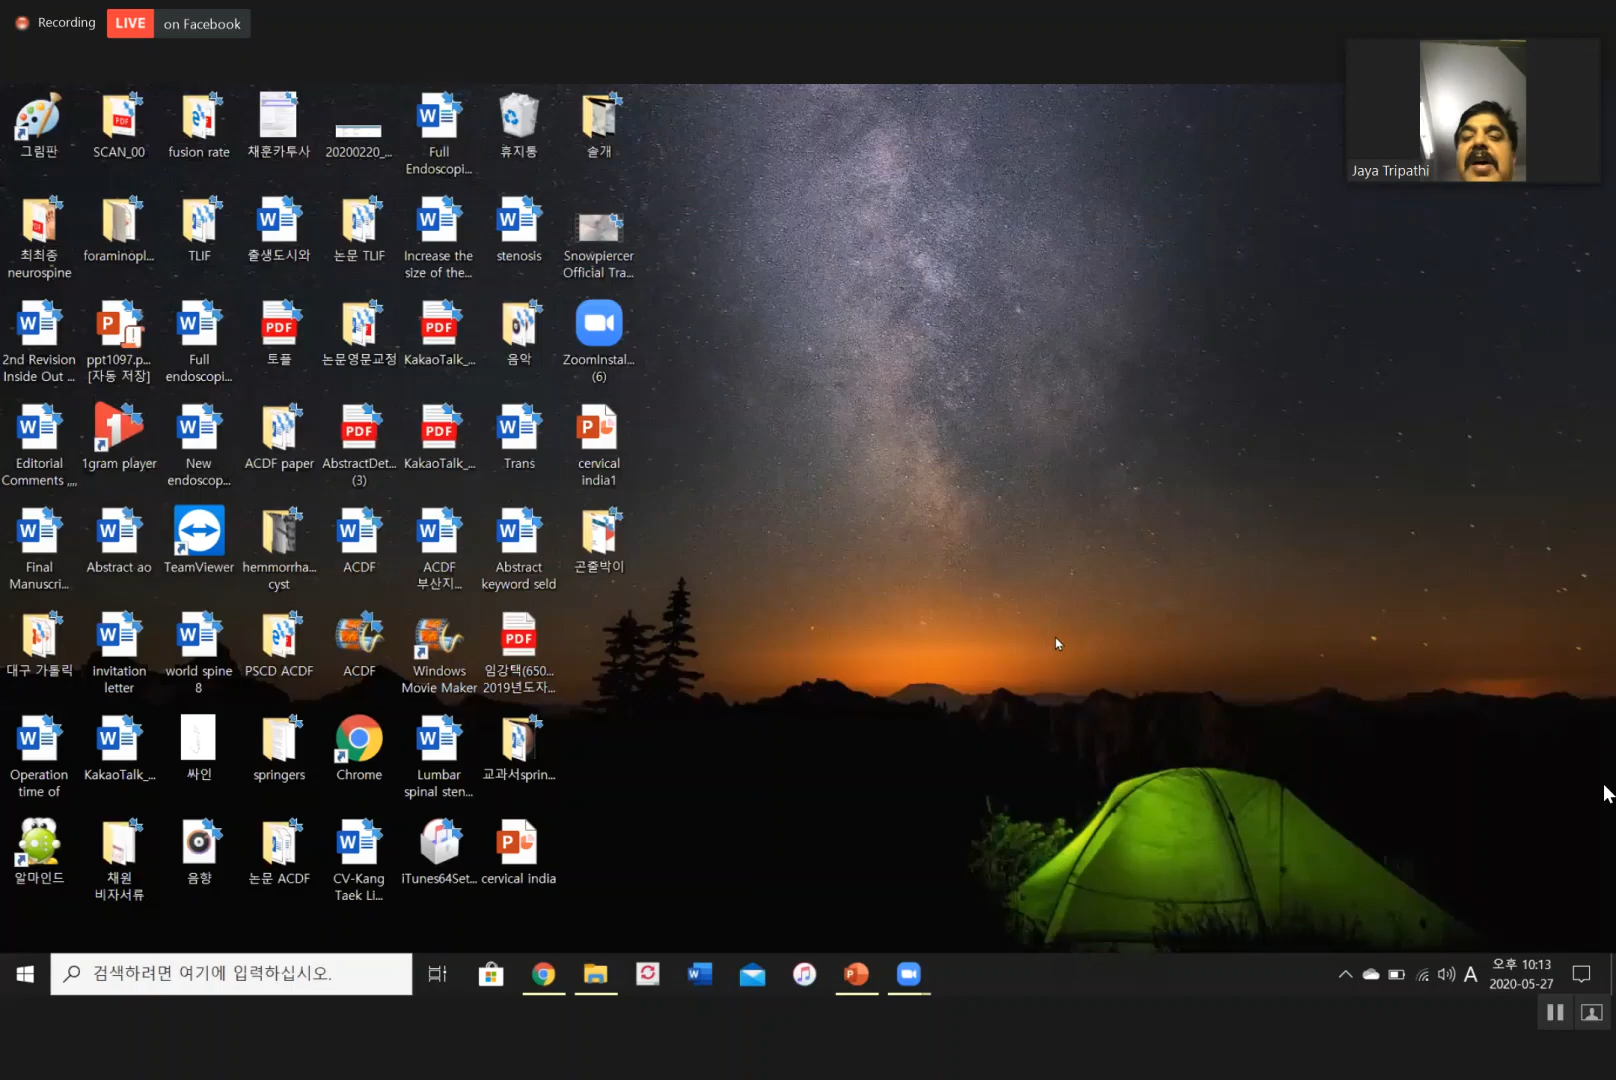 Recording
LIVE
on Facebook
Jaya Tripathi
그림판
SCAN_00
fusion rate
채훈카투사
20200220_...
Full
Endoscopi...
휴지통
솔개
최최종
neurospine
foraminopl...
TLIF
출생도시와
논문 TLIF
Increase the
size of the...
stenosis
Snowpiercer
Official Tra...
2nd Revision
Inside Out ...
ppt1097.p...
[자동 저장]
Full
endoscopi...
토플
논문영문교정
KakaoTalk_...
음악
ZoomInstal...
(6)
Editorial
Comments ,,,,
1gram player
New
endoscop...
ACDF paper
AbstractDet...
(3)
KakaoTalk_...
Trans
cervical
india1
Final
Manuscri...
Abstract ao
TeamViewer
hemmorrha...
cyst
ACDF
ACDF
부산지...
Abstract
keyword seld
곤줄박이
대구 가톨릭
invitation
letter
world spine
8
PSCD ACDF
ACDF
Windows
Movie Maker
임강택(650...
2019년도자...
Operation
time of
KakaoTalk_...
싸인
springers
Chrome
Lumbar
spinal sten...
교과서sprin...
알마인드
채원
비자서류
음향
논문 ACDF
CV-Kang
Taek Li...
iTunes64Set...
cervical india
검색하려면 여기에 입력하십시오.
A
오후 10:13
2020-05-27